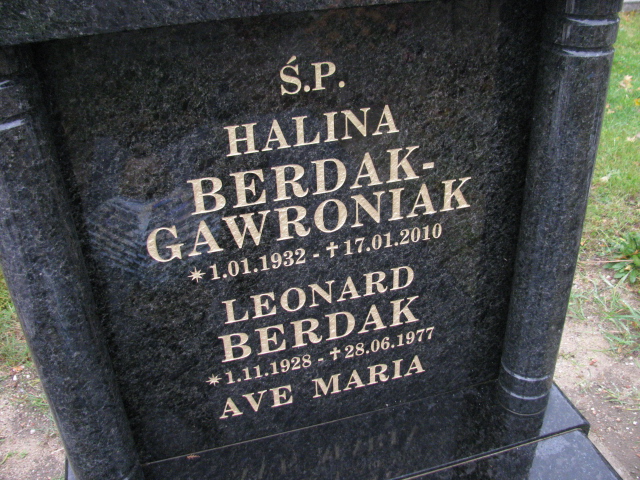 Ś.P.
HALINA
BERDAK-
GAWRONIAK
*1.01.1932 - †17.01.2010
LEONARD
BERDAK
*1.11.1928 - †28.06.1977
AVE MARIA